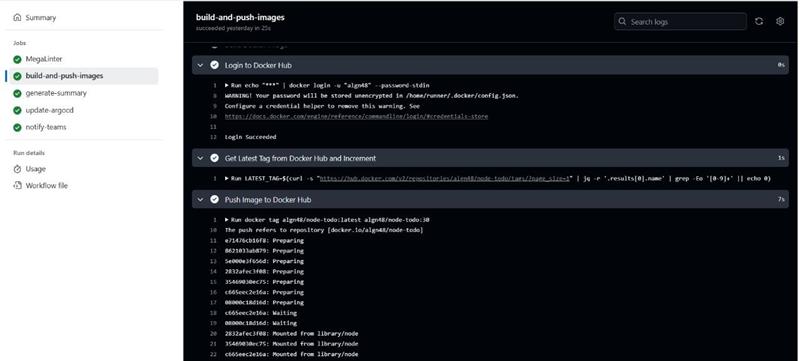 Summary
Jobs
MegaLinter
build-and-push-images
generate-summary
update-argocd
notify-teams
Run details
Usage
Workflow file
build-and-push-images
succeeded yesterday in 25s
Search logs
Login to Docker Hub 0s
1 Run echo "***" | docker login -u "algn48" --password-stdin
8 WARNING! Your password will be stored unencrypted in /home/runner/.docker/config.json.
9 Configure a credential helper to remove this warning. See
10 https://docs.docker.com/engine/reference/commandline/login/#credentials-store
11
12 Login Succeeded
Get Latest Tag from Docker Hub and Increment 1s
1 Run LATEST_TAG=$(curl -s "https://hub.docker.com/v2/repositories/algn48/node-todo/tags/?page_size=1" | jq -r '.results[0].name' | grep -Eo '[0-9]+' || echo 0)
Push Image to Docker Hub 7s
1 Run docker tag algn48/node-todo:latest algn48/node-todo:30
10 The push refers to repository [docker.io/algn48/node-todo]
11 e71476cb16f8: Preparing
12 8621033ab879: Preparing
13 5e000e3f656d: Preparing
14 2832afec3f08: Preparing
15 35469030ec75: Preparing
16 c665eec2e16a: Preparing
17 08000c18d16d: Preparing
18 c665eec2e16a: Waiting
19 08000c18d16d: Waiting
20 2832afec3f08: Mounted from library/node
21 35469030ec75: Mounted from library/node
22 c665eec2e16a: Mounted from library/node